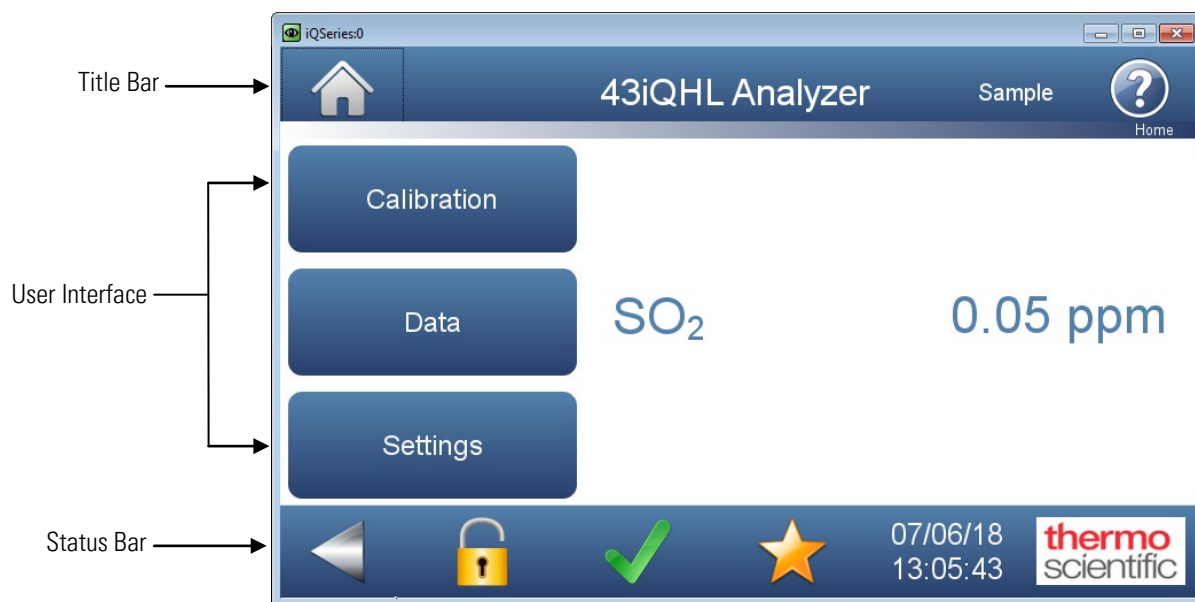 iQSeries:0
Title Bar
43iQHL Analyzer
Sample
?
Home
Calibration
User Interface
Data
SO₂
0.05 ppm
Settings
Status Bar
07/06/18
13:05:43
thermo
scientific